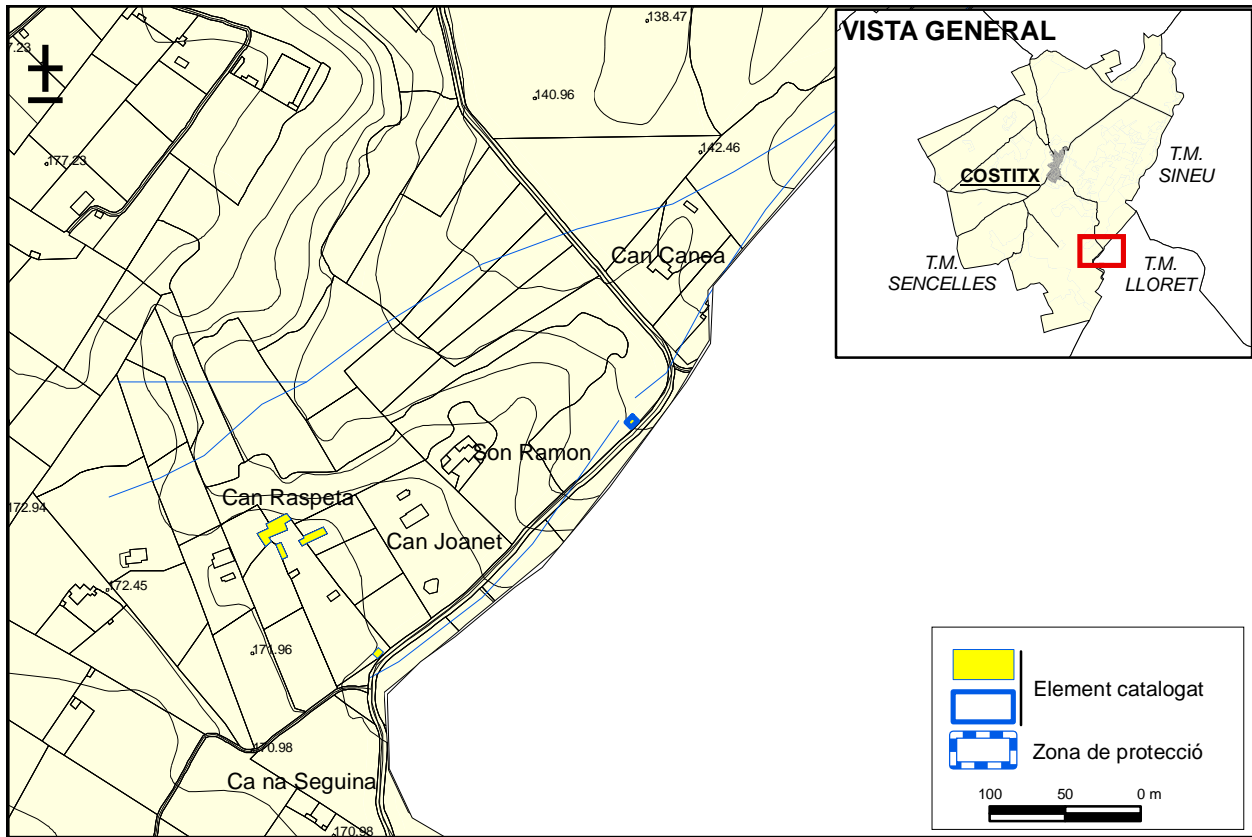 138.47
VISTA GENERAL
7.23
140.96
142.46
177.23
T.M.
SINEU
COSTITX
Can Canea
T.M.
SENCELLES
T.M.
LLORET
Son Ramon
Can Raspeta
172.94
Can Joanet
172.45
171.96
Element catalogat
170.98
Zona de protecció
Ca na Seguina
100 50 0 m
170.98